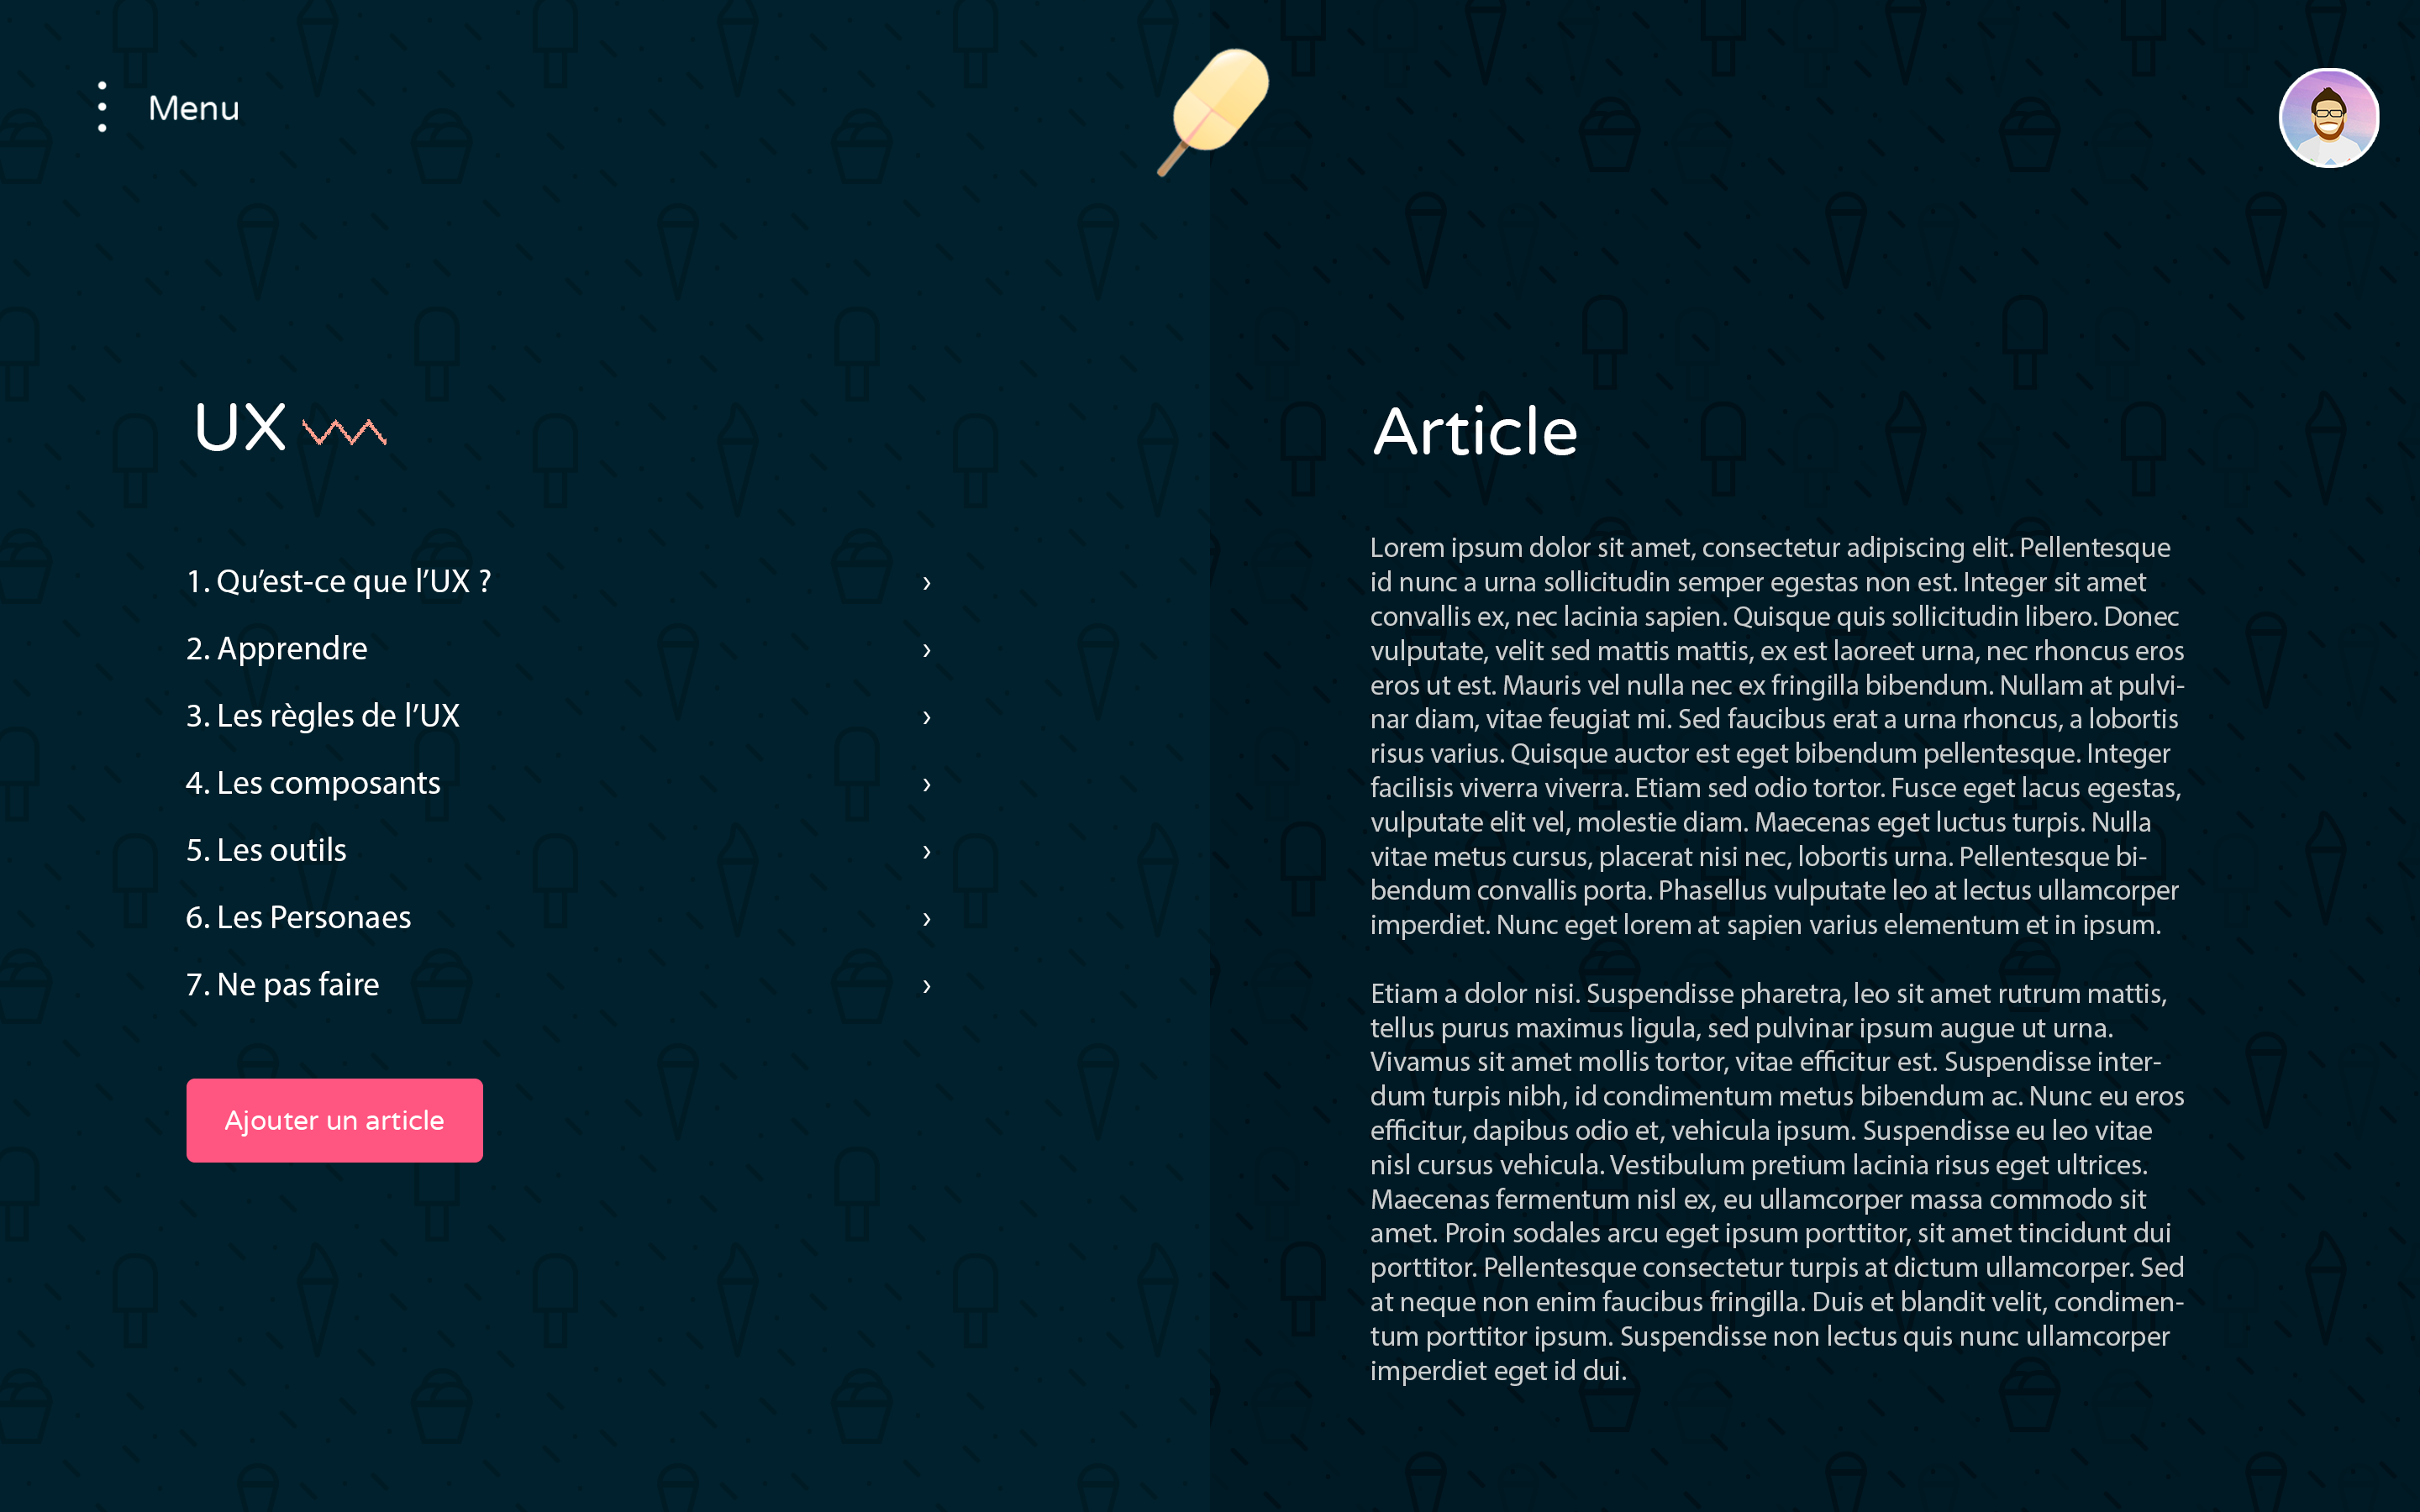 Menu
UX
1. Qu’est-ce que l’UX ?
2. Apprendre
3. Les règles de l’UX
4. Les composants
5. Les outils
6. Les Personaes
7. Ne pas faire
Ajouter un article
Article
Lorem ipsum dolor sit amet, consectetur adipiscing elit. Pellentesque
id nunc a urna sollicitudin semper egestas non est. Integer sit amet
convallis ex, nec lacinia sapien. Quisque quis sollicitudin libero. Donec
vulputate, velit sed mattis mattis, ex est laoreet urna, nec rhoncus eros
eros ut est. Mauris vel nulla nec ex fringilla bibendum. Nullam at pulvi-
nar diam, vitae feugiat mi. Sed faucibus erat a urna rhoncus, a lobortis
risus varius. Quisque auctor est eget bibendum pellentesque. Integer
facilisis viverra viverra. Etiam sed odio tortor. Fusce eget lacus egestas,
vulputate elit vel, molestie diam. Maecenas eget luctus turpis. Nulla
vitae metus cursus, placerat nisi nec, lobortis urna. Pellentesque bi-
bendum convallis porta. Phasellus vulputate leo at lectus ullamcorper
imperdiet. Nunc eget lorem at sapien varius elementum et in ipsum.
Etiam a dolor nisi. Suspendisse pharetra, leo sit amet rutrum mattis,
tellus purus maximus ligula, sed pulvinar ipsum augue ut urna.
Vivamus sit amet mollis tortor, vitae efficitur est. Suspendisse inter-
dum turpis nibh, id condimentum metus bibendum ac. Nunc eu eros
efficitur, dapibus odio et, vehicula ipsum. Suspendisse eu leo vitae
nisl cursus vehicula. Vestibulum pretium lacinia risus eget ultrices.
Maecenas fermentum nisl ex, eu ullamcorper massa commodo sit
amet. Proin sodales arcu eget ipsum porttitor, sit amet tincidunt dui
porttitor. Pellentesque consectetur turpis at dictum ullamcorper. Sed
at neque non enim faucibus fringilla. Duis et blandit velit, condimen-
tum porttitor ipsum. Suspendisse non lectus quis nunc ullamcorper
imperdiet eget id dui.